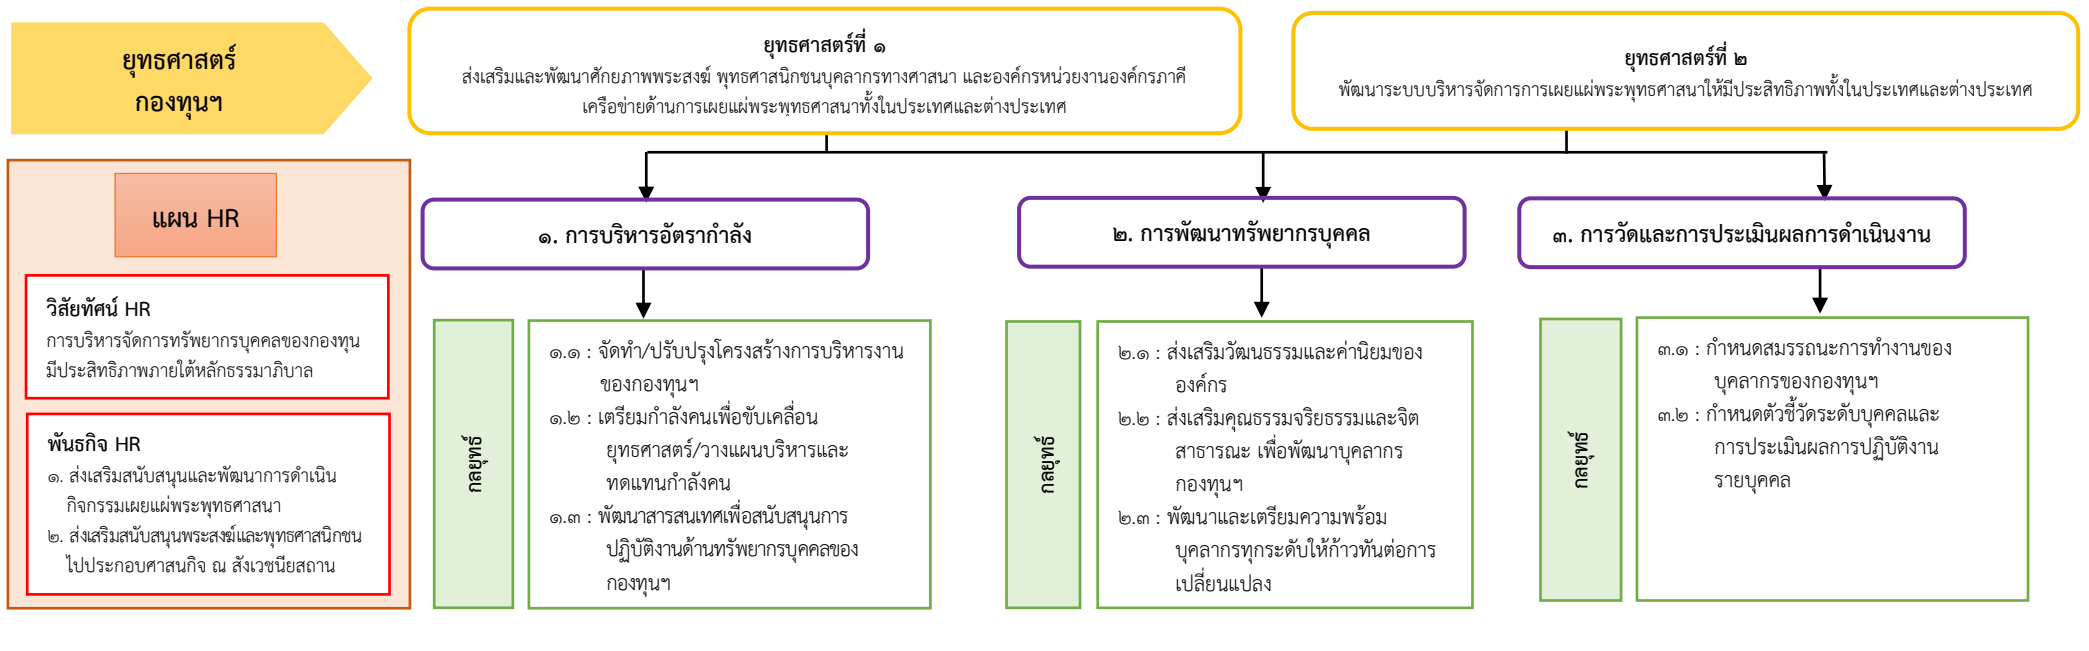 ยุทธศาสตร์
กองทุนฯ
ยุทธศาสตร์ที่ ๑
ส่งเสริมและพัฒนาศักยภาพพระสงฆ์ พุทธศาสนิกชนบุคลากรทางศาสนา และองค์กรหน่วยงานองค์กรภาคี
เครือข่ายด้านการเผยแผ่พระพุทธศาสนาทั้งในประเทศและต่างประเทศ
ยุทธศาสตร์ที่ ๒
พัฒนาระบบบริหารจัดการการเผยแผ่พระพุทธศาสนาให้มีประสิทธิภาพทั้งในประเทศและต่างประเทศ
แผน HR
วิสัยทัศน์ HR
การบริหารจัดการทรัพยากรบุคคลของกองทุน
มีประสิทธิภาพภายใต้หลักธรรมาภิบาล
พันธกิจ HR
๑. ส่งเสริมสนับสนุนและพัฒนาการดำเนิน
กิจกรรมเผยแผ่พระพุทธศาสนา
๒. ส่งเสริมสนับสนุนพระสงฆ์และพุทธศาสนิกชน
ไปประกอบศาสนกิจ ณ สังเวชนียสถาน
๑. การบริหารอัตรากำลัง
กลยุทธ์
๑.๑ : จัดทำ/ปรับปรุงโครงสร้างการบริหารงาน
ของกองทุนฯ
๑.๒ : เตรียมกำลังคนเพื่อขับเคลื่อน
ยุทธศาสตร์/วางแผนบริหารและ
ทดแทนกำลังคน
๑.๓ : พัฒนาสารสนเทศเพื่อสนับสนุนการ
ปฏิบัติงานด้านทรัพยากรบุคคลของ
กองทุนฯ
๒. การพัฒนาทรัพยากรบุคคล
กลยุทธ์
๒.๑ : ส่งเสริมวัฒนธรรมและค่านิยมของ
องค์กร
๒.๒ : ส่งเสริมคุณธรรมจริยธรรมและจิต
สาธารณะ เพื่อพัฒนาบุคลากร
กองทุนฯ
๒.๓ : พัฒนาและเตรียมความพร้อม
บุคลากรทุกระดับให้ก้าวทันต่อการ
เปลี่ยนแปลง
๓. การวัดและการประเมินผลการดำเนินงาน
กลยุทธ์
๓.๑ : กำหนดสมรรถนะการทำงานของ
บุคลากรของกองทุนฯ
๓.๒ : กำหนดตัวชี้วัดระดับบุคคลและ
การประเมินผลการปฏิบัติงาน
รายบุคคล